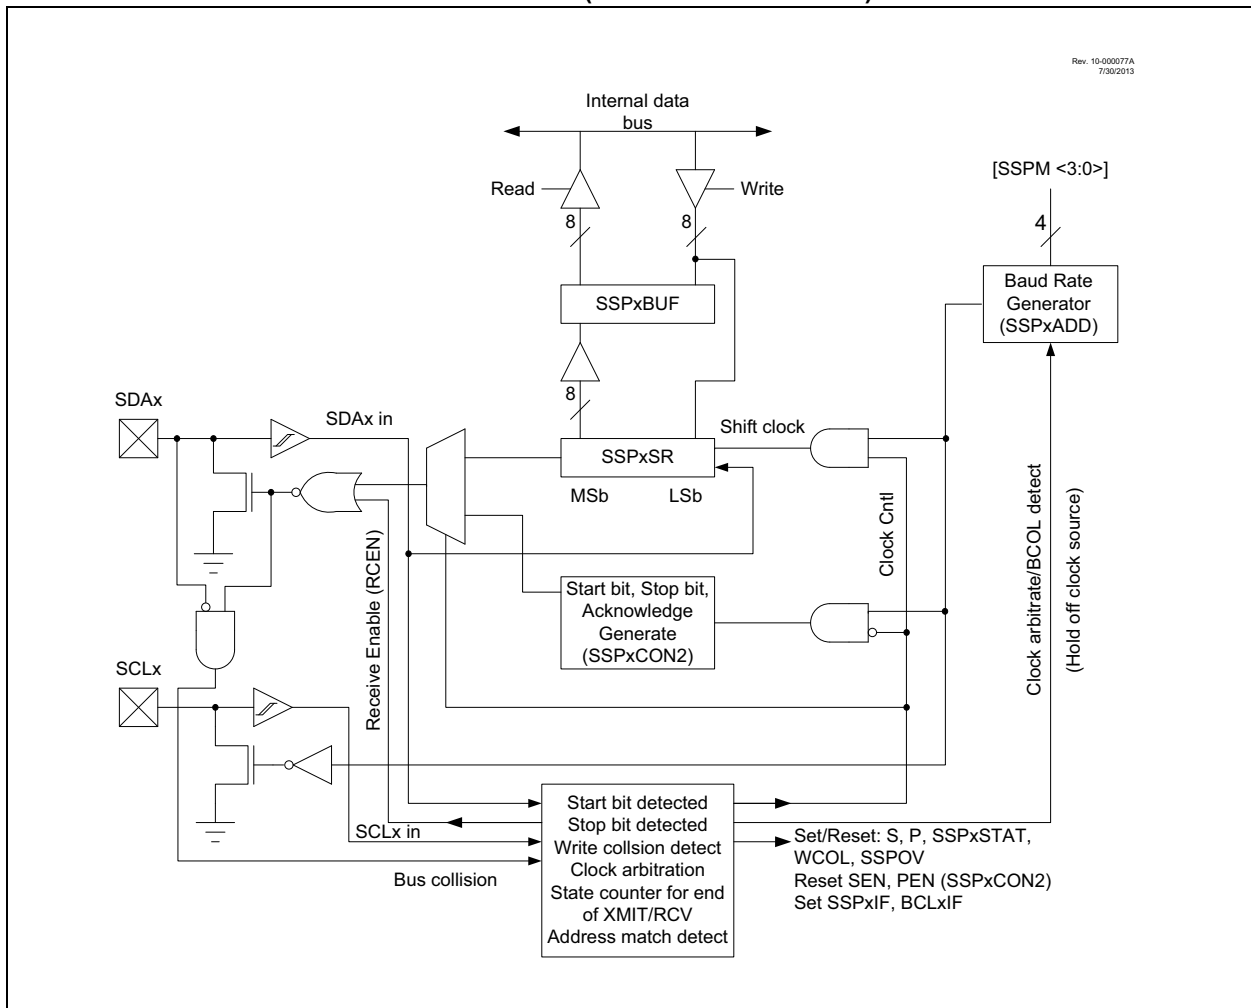 Rev. 10-000077A
7/30/2013
Internal data
bus
[SSPM <3:0>]
Read
Write
8
8
4
Baud Rate
Generator
(SSPxADD)
SSPxBUF
8
SDAx
SDAx in
Shift clock
SSPxSR
MSb
LSb
Receive Enable (RCEN)
Clock Cntl
Clock arbitrate/BCOL detect
(Hold off clock source)
Start bit, Stop bit,
Acknowledge
Generate
(SSPxCON2)
SCLx
SCLx in
Bus collision
Start bit detected
Stop bit detected
Write collsion detect
Clock arbitration
State counter for end
of XMIT/RCV
Address match detect
Set/Reset: S, P, SSPxSTAT,
WCOL, SSPOV
Reset SEN, PEN (SSPxCON2)
Set SSPxIF, BCLxIF